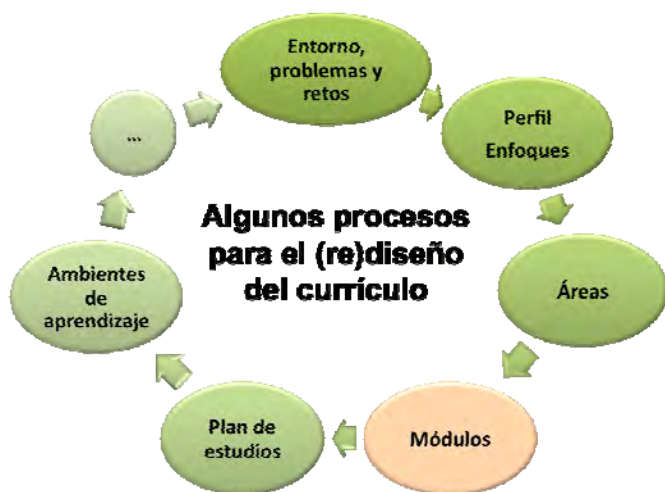 Entorno,
problemas y
retos
Perfil
Enfoques
Áreas
Módulos
Plan de
estudios
Ambientes
de
aprendizaje
...
Algunos procesos
para el (re)diseño
del currículo